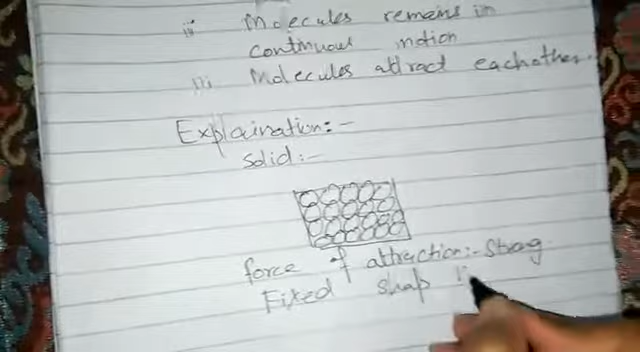 ii molecules remains in
continuous motion
iii molecules attract eachother.
Explaination:-
Solid:-
force of attraction:- Strong
Fixed shap